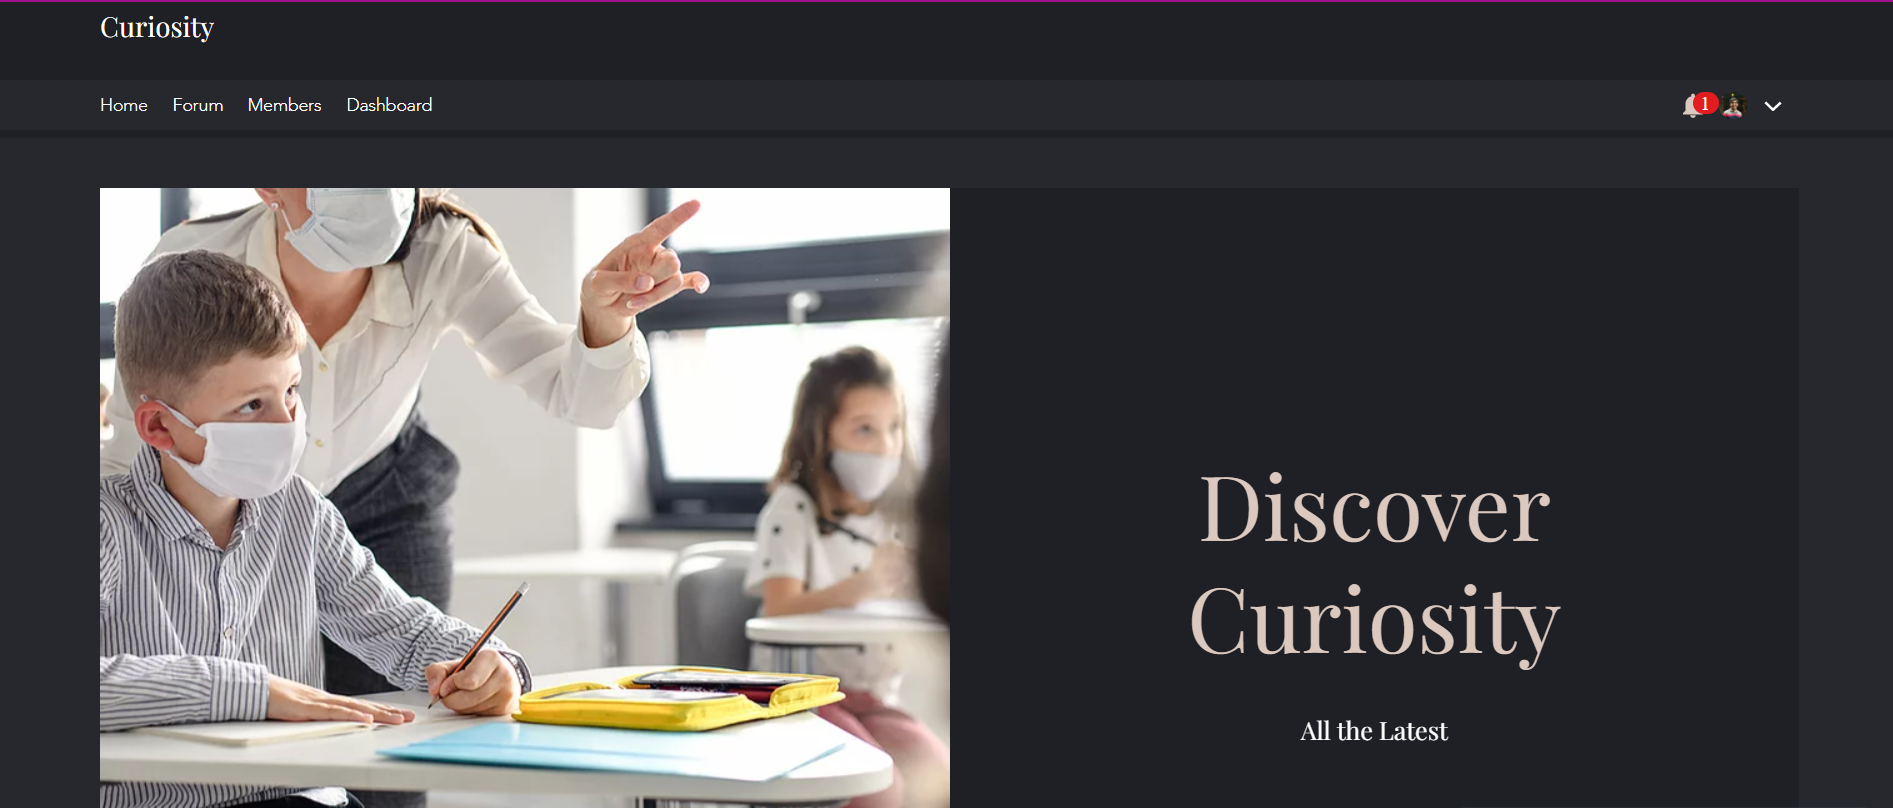 Curiosity
Home Forum Members Dashboard 1
Discover
Curiosity
All the Latest